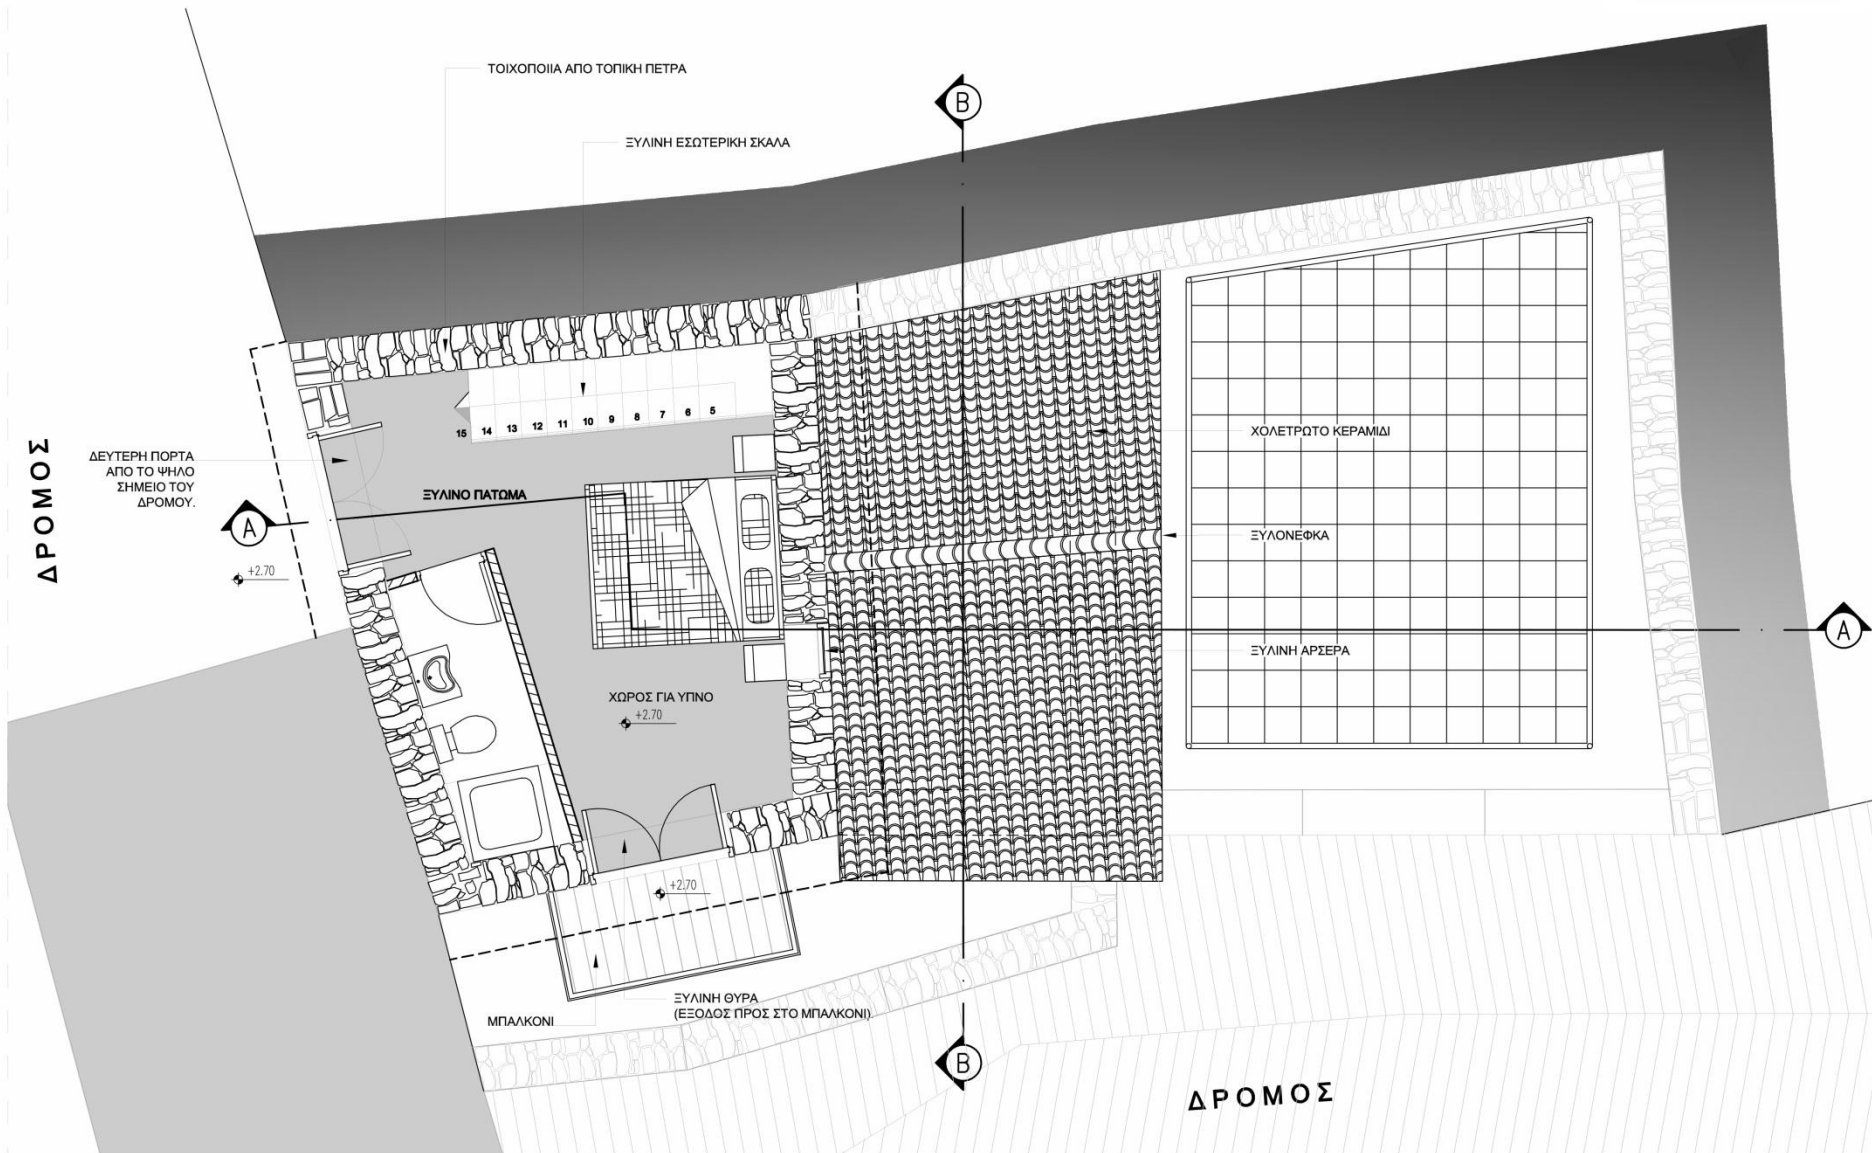 ΤΟΙΧΟΠΟΙΙΑ ΑΠΟ ΤΟΠΙΚΗ ΠΕΤΡΑ
B
ΞΥΛΙΝΗ ΕΣΩΤΕΡΙΚΗ ΣΚΑΛΑ
15 14 13 12 11 10 9 8 7 6 5
ΧΟΛΕΤΡΩΤΟ ΚΕΡΑΜΙΔΙ
ΔΡΟΜΟΣ
ΔΕΥΤΕΡΗ ΠΟΡΤΑ
ΑΠΟ ΤΟ ΨΗΛΟ
ΣΗΜΕΙΟ ΤΟΥ
ΔΡΟΜΟΥ.
ΞΥΛΙΝΟ ΠΑΤΩΜΑ
A
ΞΥΛΟΝΕΦΚΑ
+2.70
A
ΞΥΛΙΝΗ ΑΡΣΕΡΑ
ΧΩΡΟΣ ΓΙΑ ΥΠΝΟ
+2.70
+2.70
ΞΥΛΙΝΗ ΘΥΡΑ
(ΕΞΟΔΟΣ ΠΡΟΣ ΣΤΟ ΜΠΑΛΚΟΝΙ).
ΜΠΑΛΚΟΝΙ
B
ΔΡΟΜΟΣ